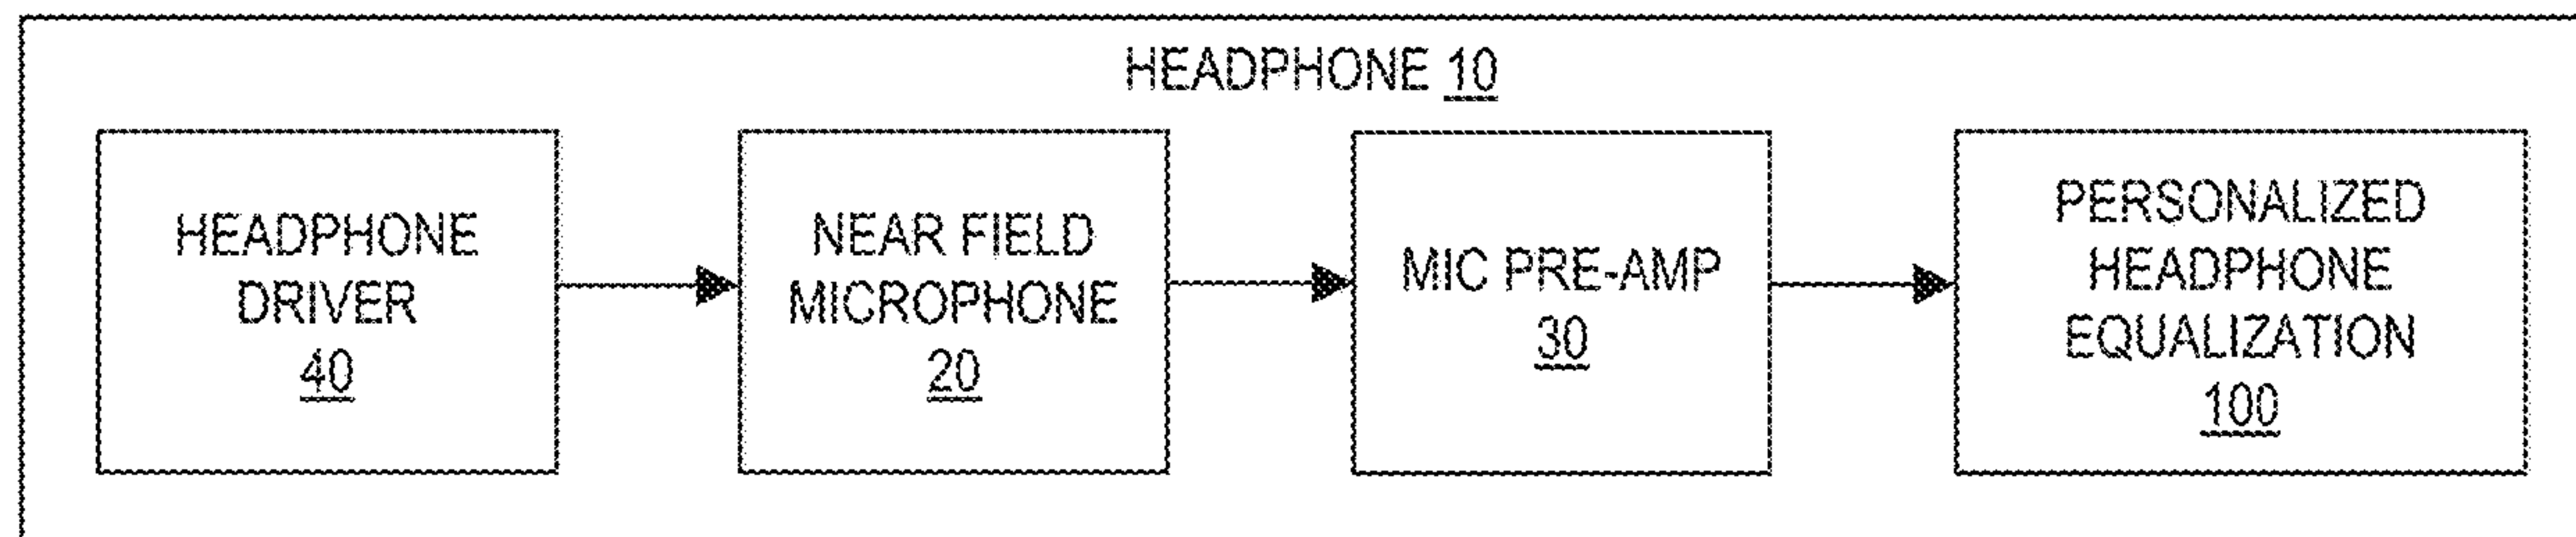 HEADPHONE 10
HEADPHONE
DRIVER
40
NEAR FIELD
MICROPHONE
20
MIC PRE-AMP
30
PERSONALIZED
HEADPHONE
EQUALIZATION
100